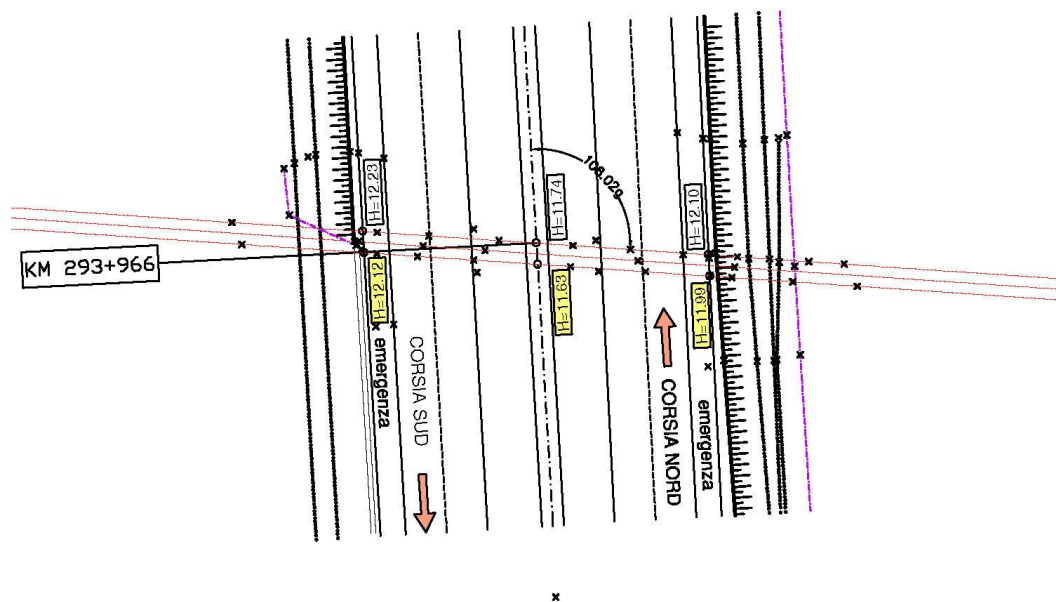 108.02g
H=12.23
H=11.74
H=12.10
KM 293+966
H=12.12
H=11.63
H=11.99
emergenza
CORSIA SUD
CORSIA NORD
emergenza